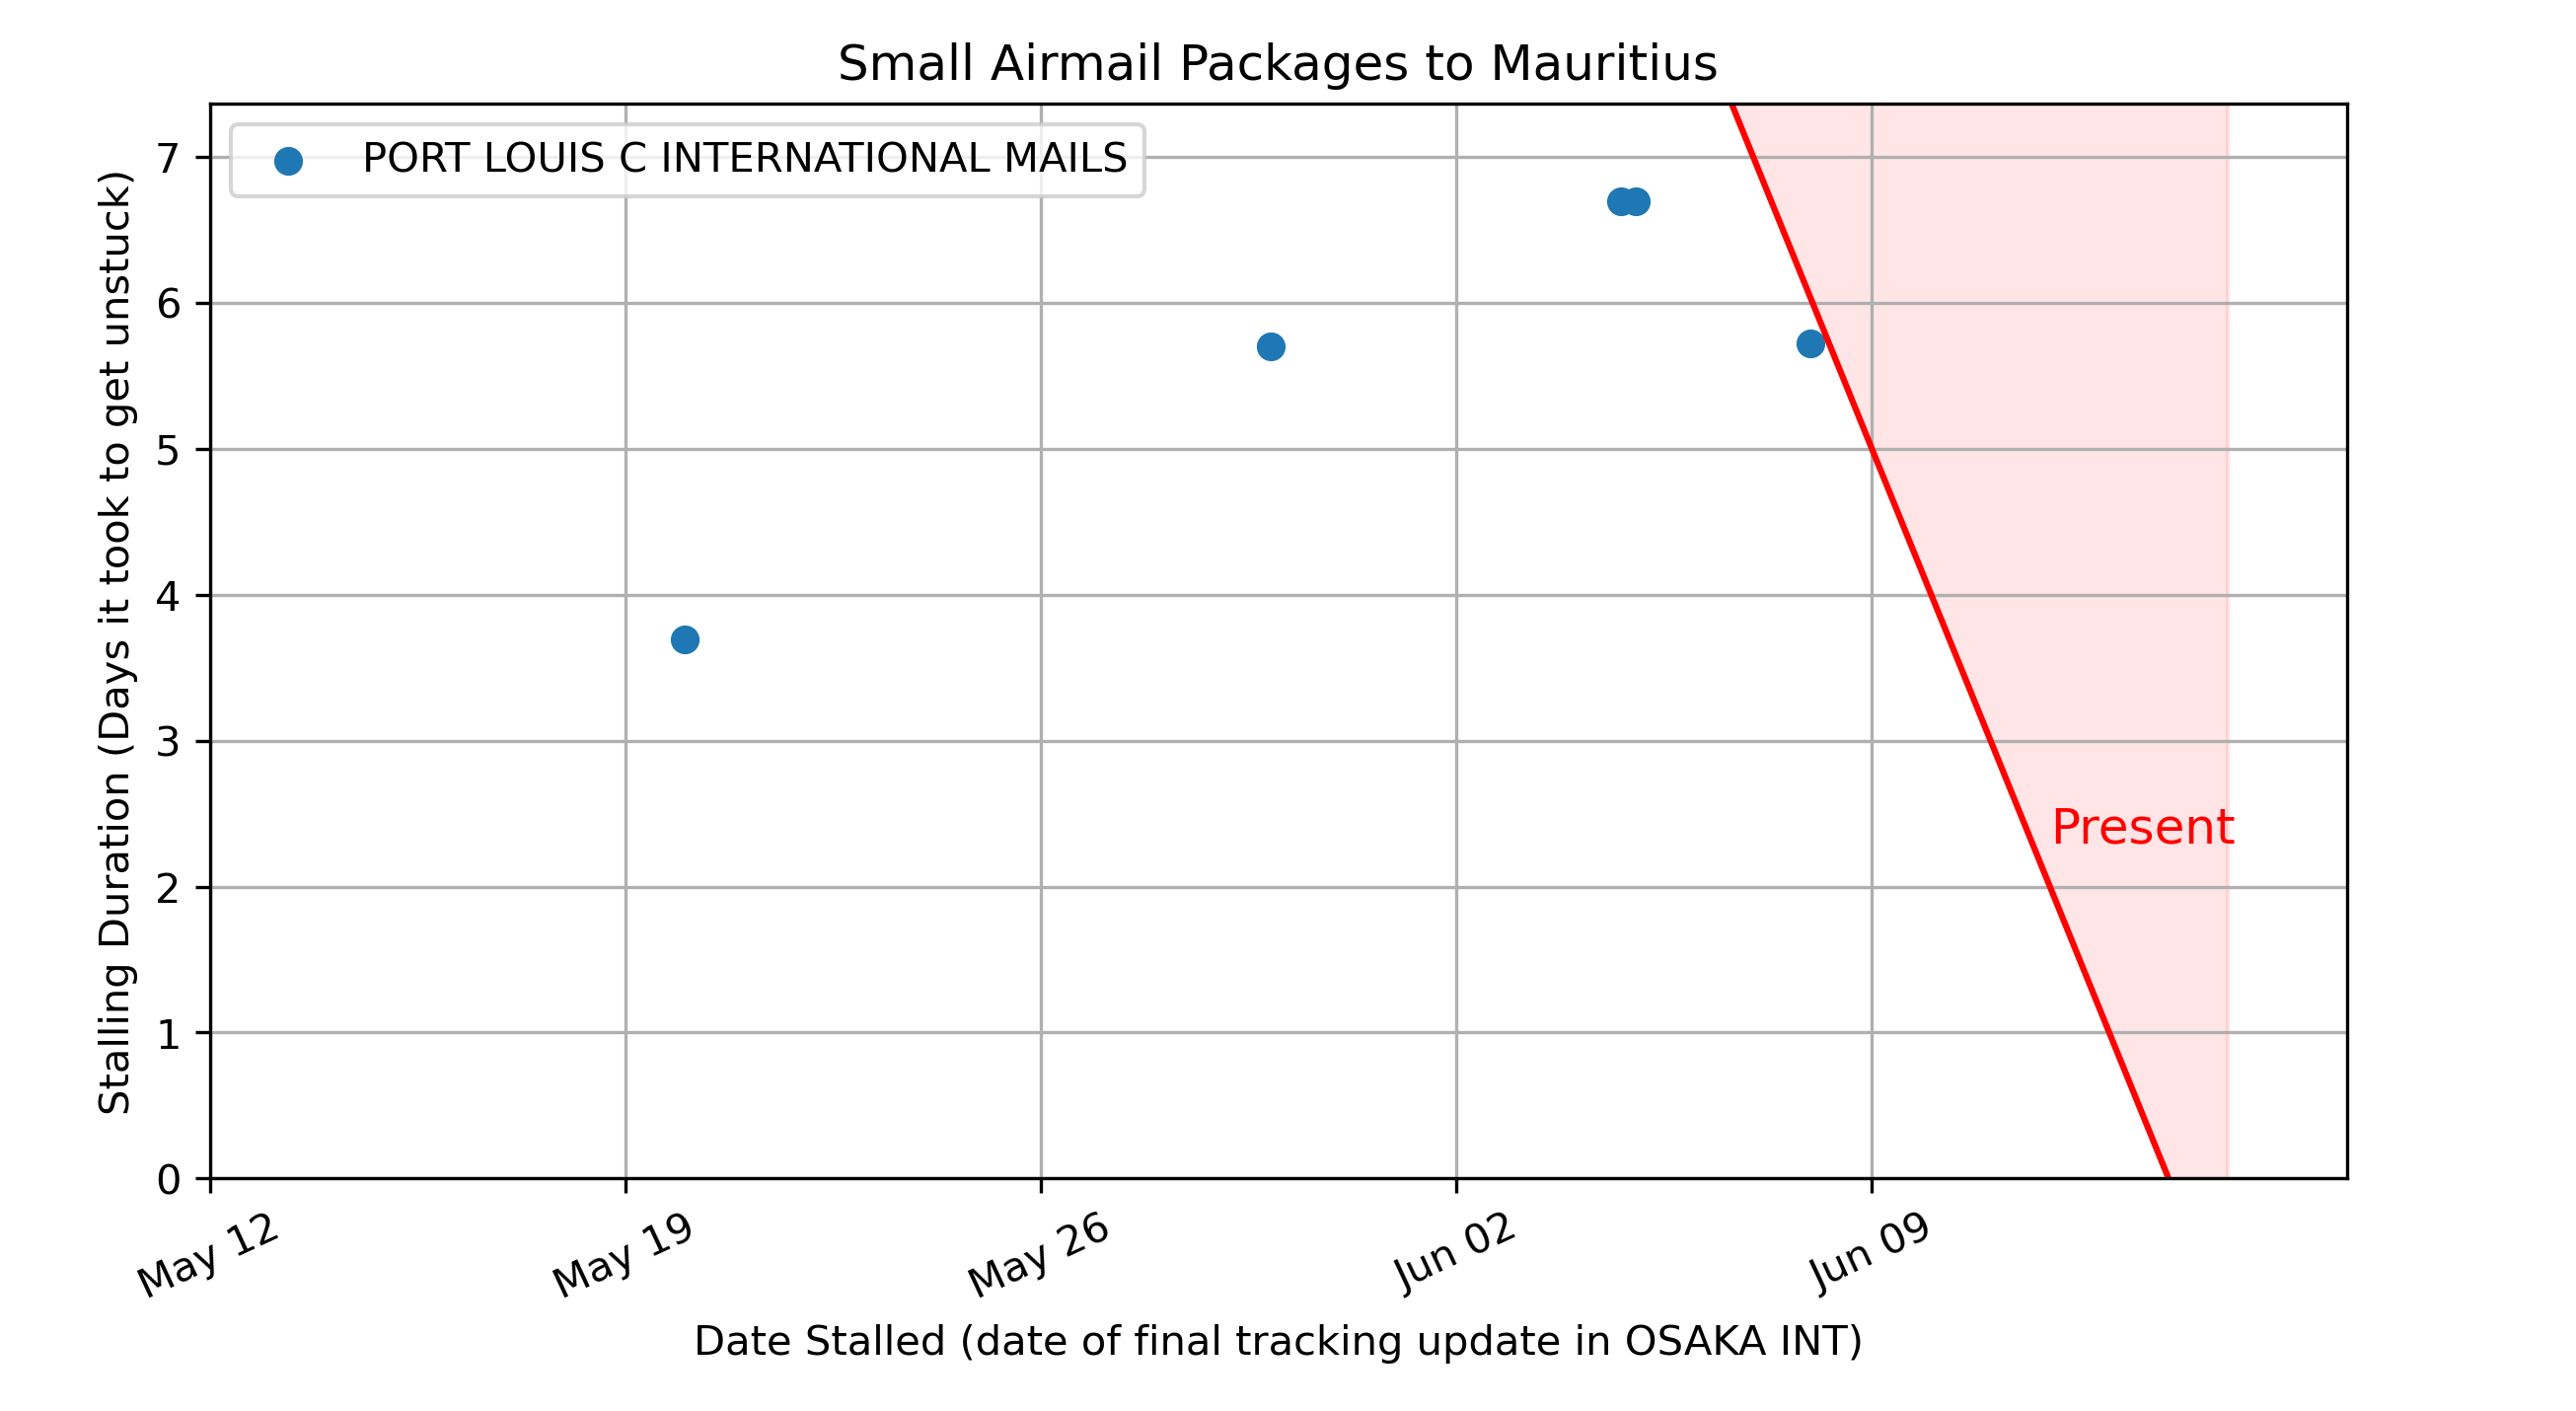 Small Airmail Packages to Mauritius
PORT LOUIS C INTERNATIONAL MAILS
Stalling Duration (Days it took to get unstuck)
7
6
5
4
3
2
1
0
Present
May 12
May 19
May 26
Jun 02
Jun 09
Date Stalled (date of final tracking update in OSAKA INT)